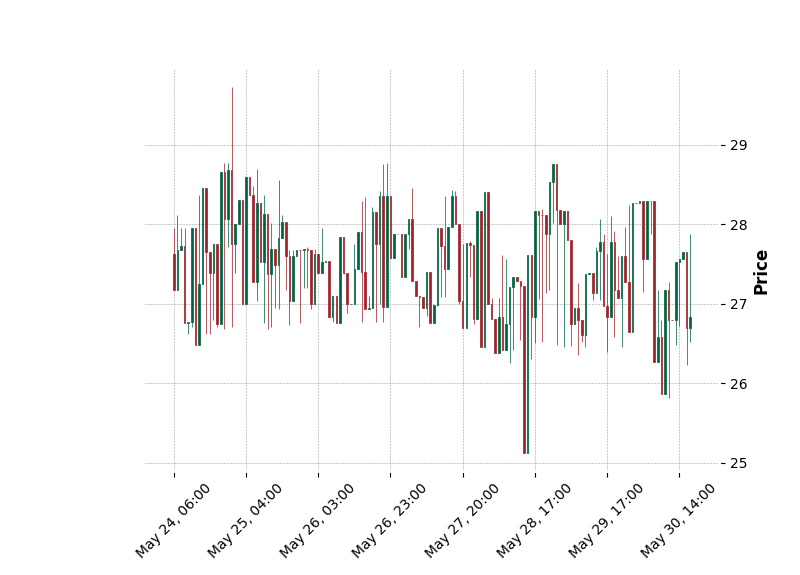 29
28
27
26
25
Price
May 24, 06:00
May 25, 04:00
May 26, 03:00
May 26, 23:00
May 27, 20:00
May 28, 17:00
May 29, 17:00
May 30, 14:00